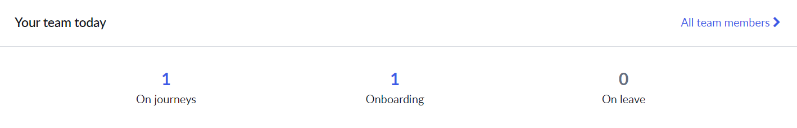 Your team today
All team members
1
On journeys
1
Onboarding
0
On leave